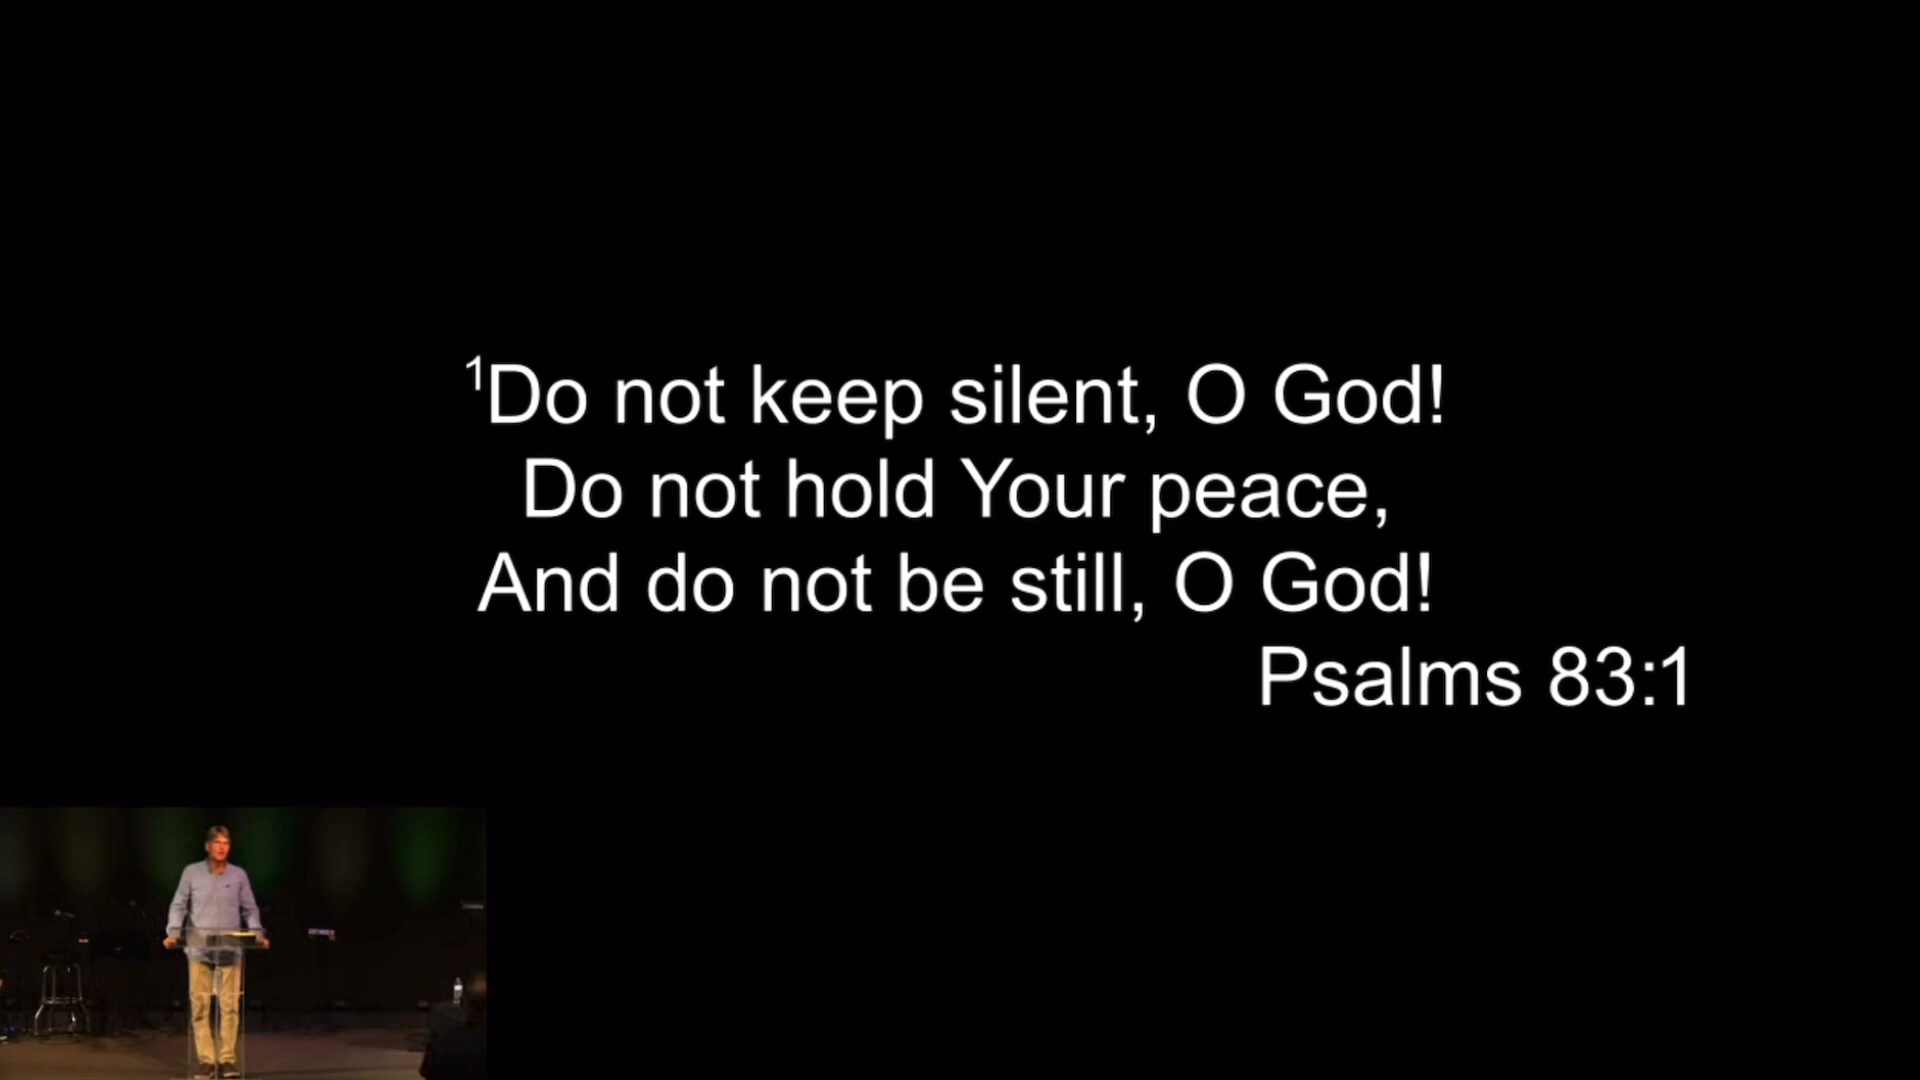 ¹Do not keep silent, O God!
Do not hold Your peace,
And do not be still, O God!
Psalms 83:1